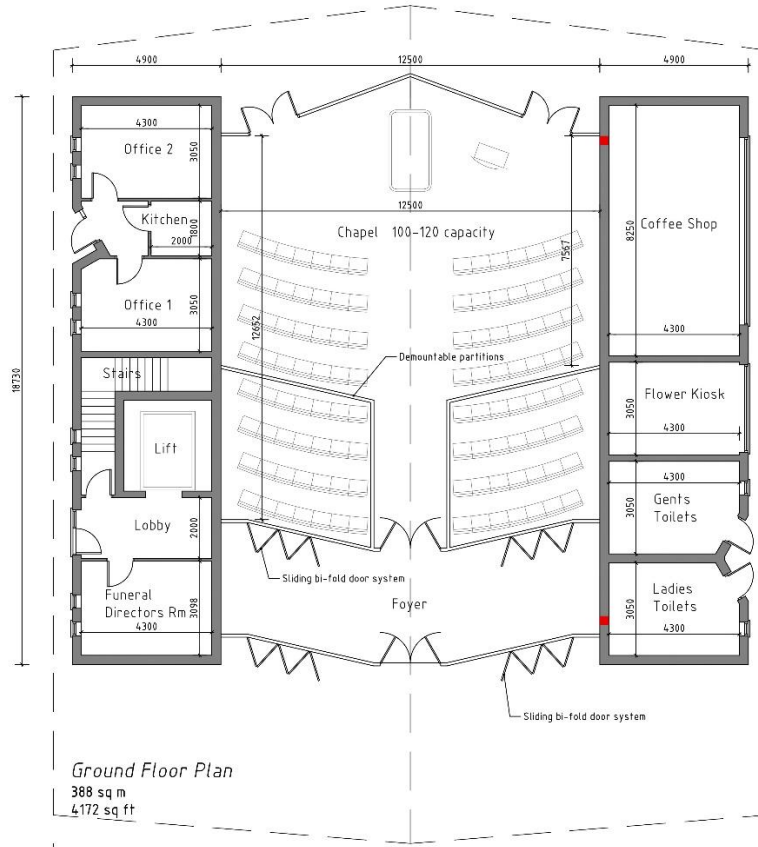 4900
12500
4900
4300
Office 2
3050
Kitchen
1800
2000
12500
Chapel 100-120 capacity
7567
Coffee Shop
8250
Office 1
3050
4300
12652
4300
Demountable partitions
Stairs
18730
Flower Kiosk
3050
4300
Lift
4300
Gents
Toilets
3050
Lobby
2000
Sliding bi-fold door system
Funeral
Directors Rm
3098
4300
Foyer
Ladies
Toilets
3050
4300
Sliding bi-fold door system
Ground Floor Plan
388 sq m
4172 sq ft